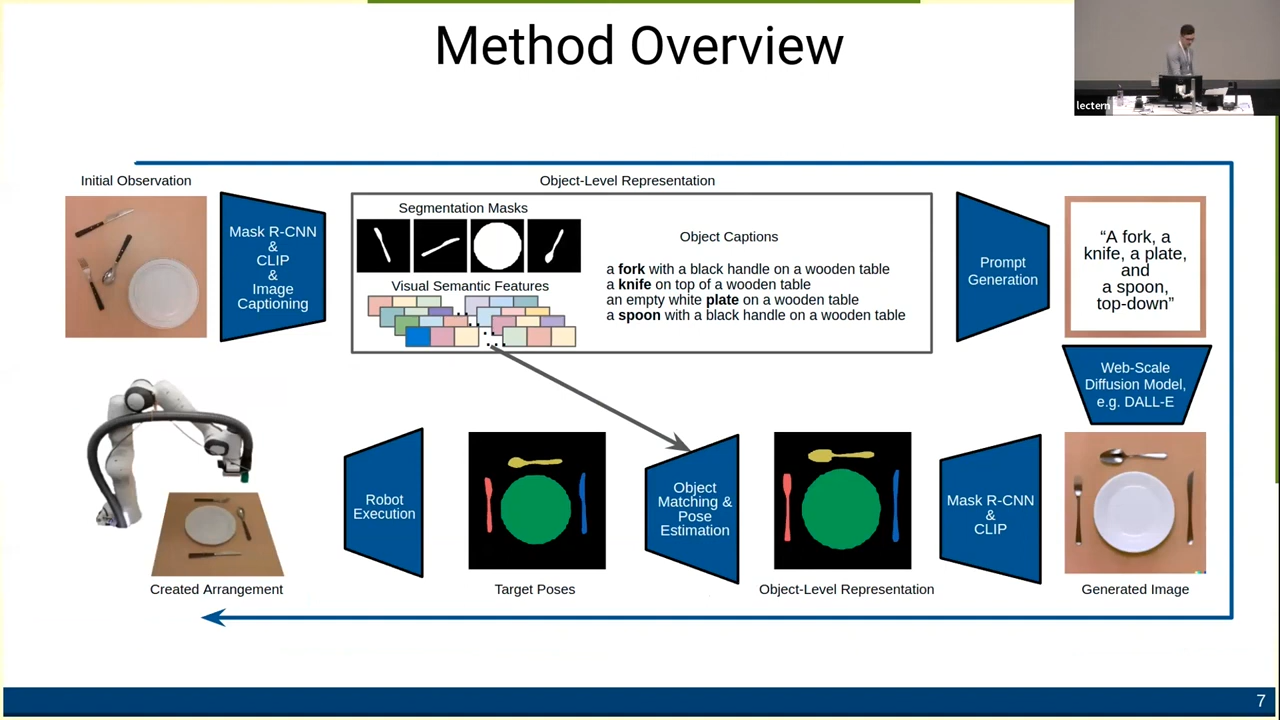 Method Overview
lectern
Initial Observation
Object-Level Representation
Mask R-CNN
&
CLIP
&
Image
Captioning
Segmentation Masks
Visual Semantic Features
Object Captions
a fork with a black handle on a wooden table
a knife on top of a wooden table
an empty white plate on a wooden table
a spoon with a black handle on a wooden table
Prompt
Generation
“A fork, a
knife, a plate,
and
a spoon,
top-down”
Web-Scale
Diffusion Model,
e.g. DALL-E
Robot
Execution
Object
Matching &
Pose
Estimation
Mask R-CNN
&
CLIP
Created Arrangement
Target Poses
Object-Level Representation
Generated Image
7